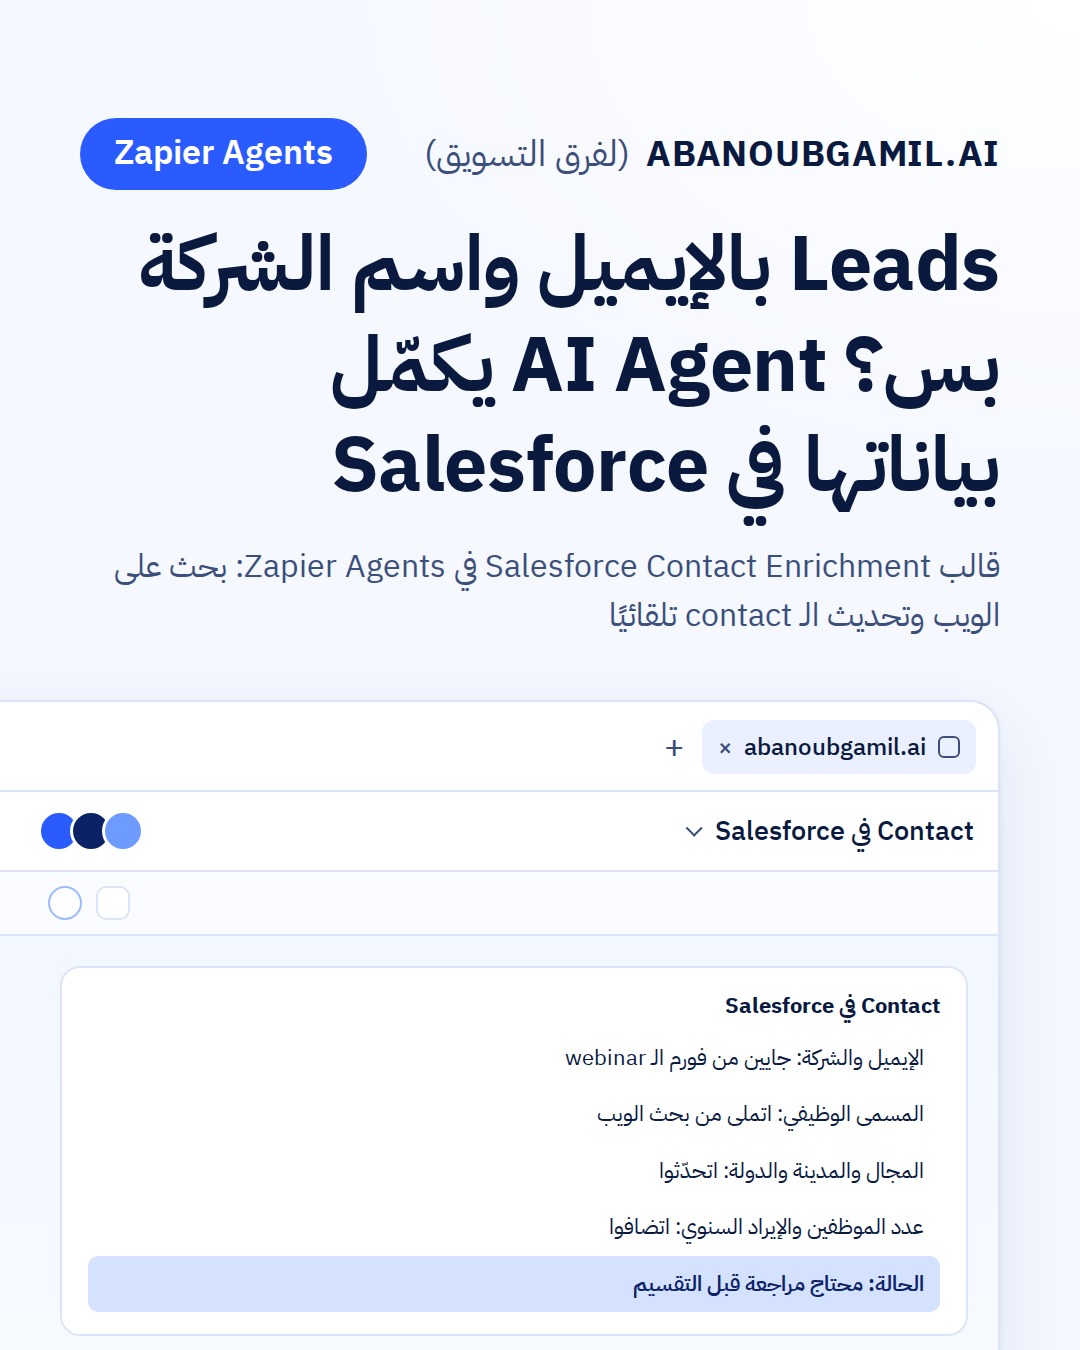 ABANOUBGAMIL.AI (لفرق التسويق)
Zapier Agents
Leads بالإيميل واسم الشركة
بس؟ AI Agent يكمّل
بياناتها في Salesforce
قالب Salesforce Contact Enrichment في Zapier Agents: بحث على
الويب وتحديث الـ contact تلقائيًا
abanoubgamil.ai × +
Contact في Salesforce
Contact في Salesforce
الإيميل والشركة: جايين من فورم الـ webinar
المسمى الوظيفي: اتملى من بحث الويب
المجال والمدينة والدولة: اتحدّثوا
عدد الموظفين والإيراد السنوي: اتضافوا
الحالة: محتاج مراجعة قبل التقسيم